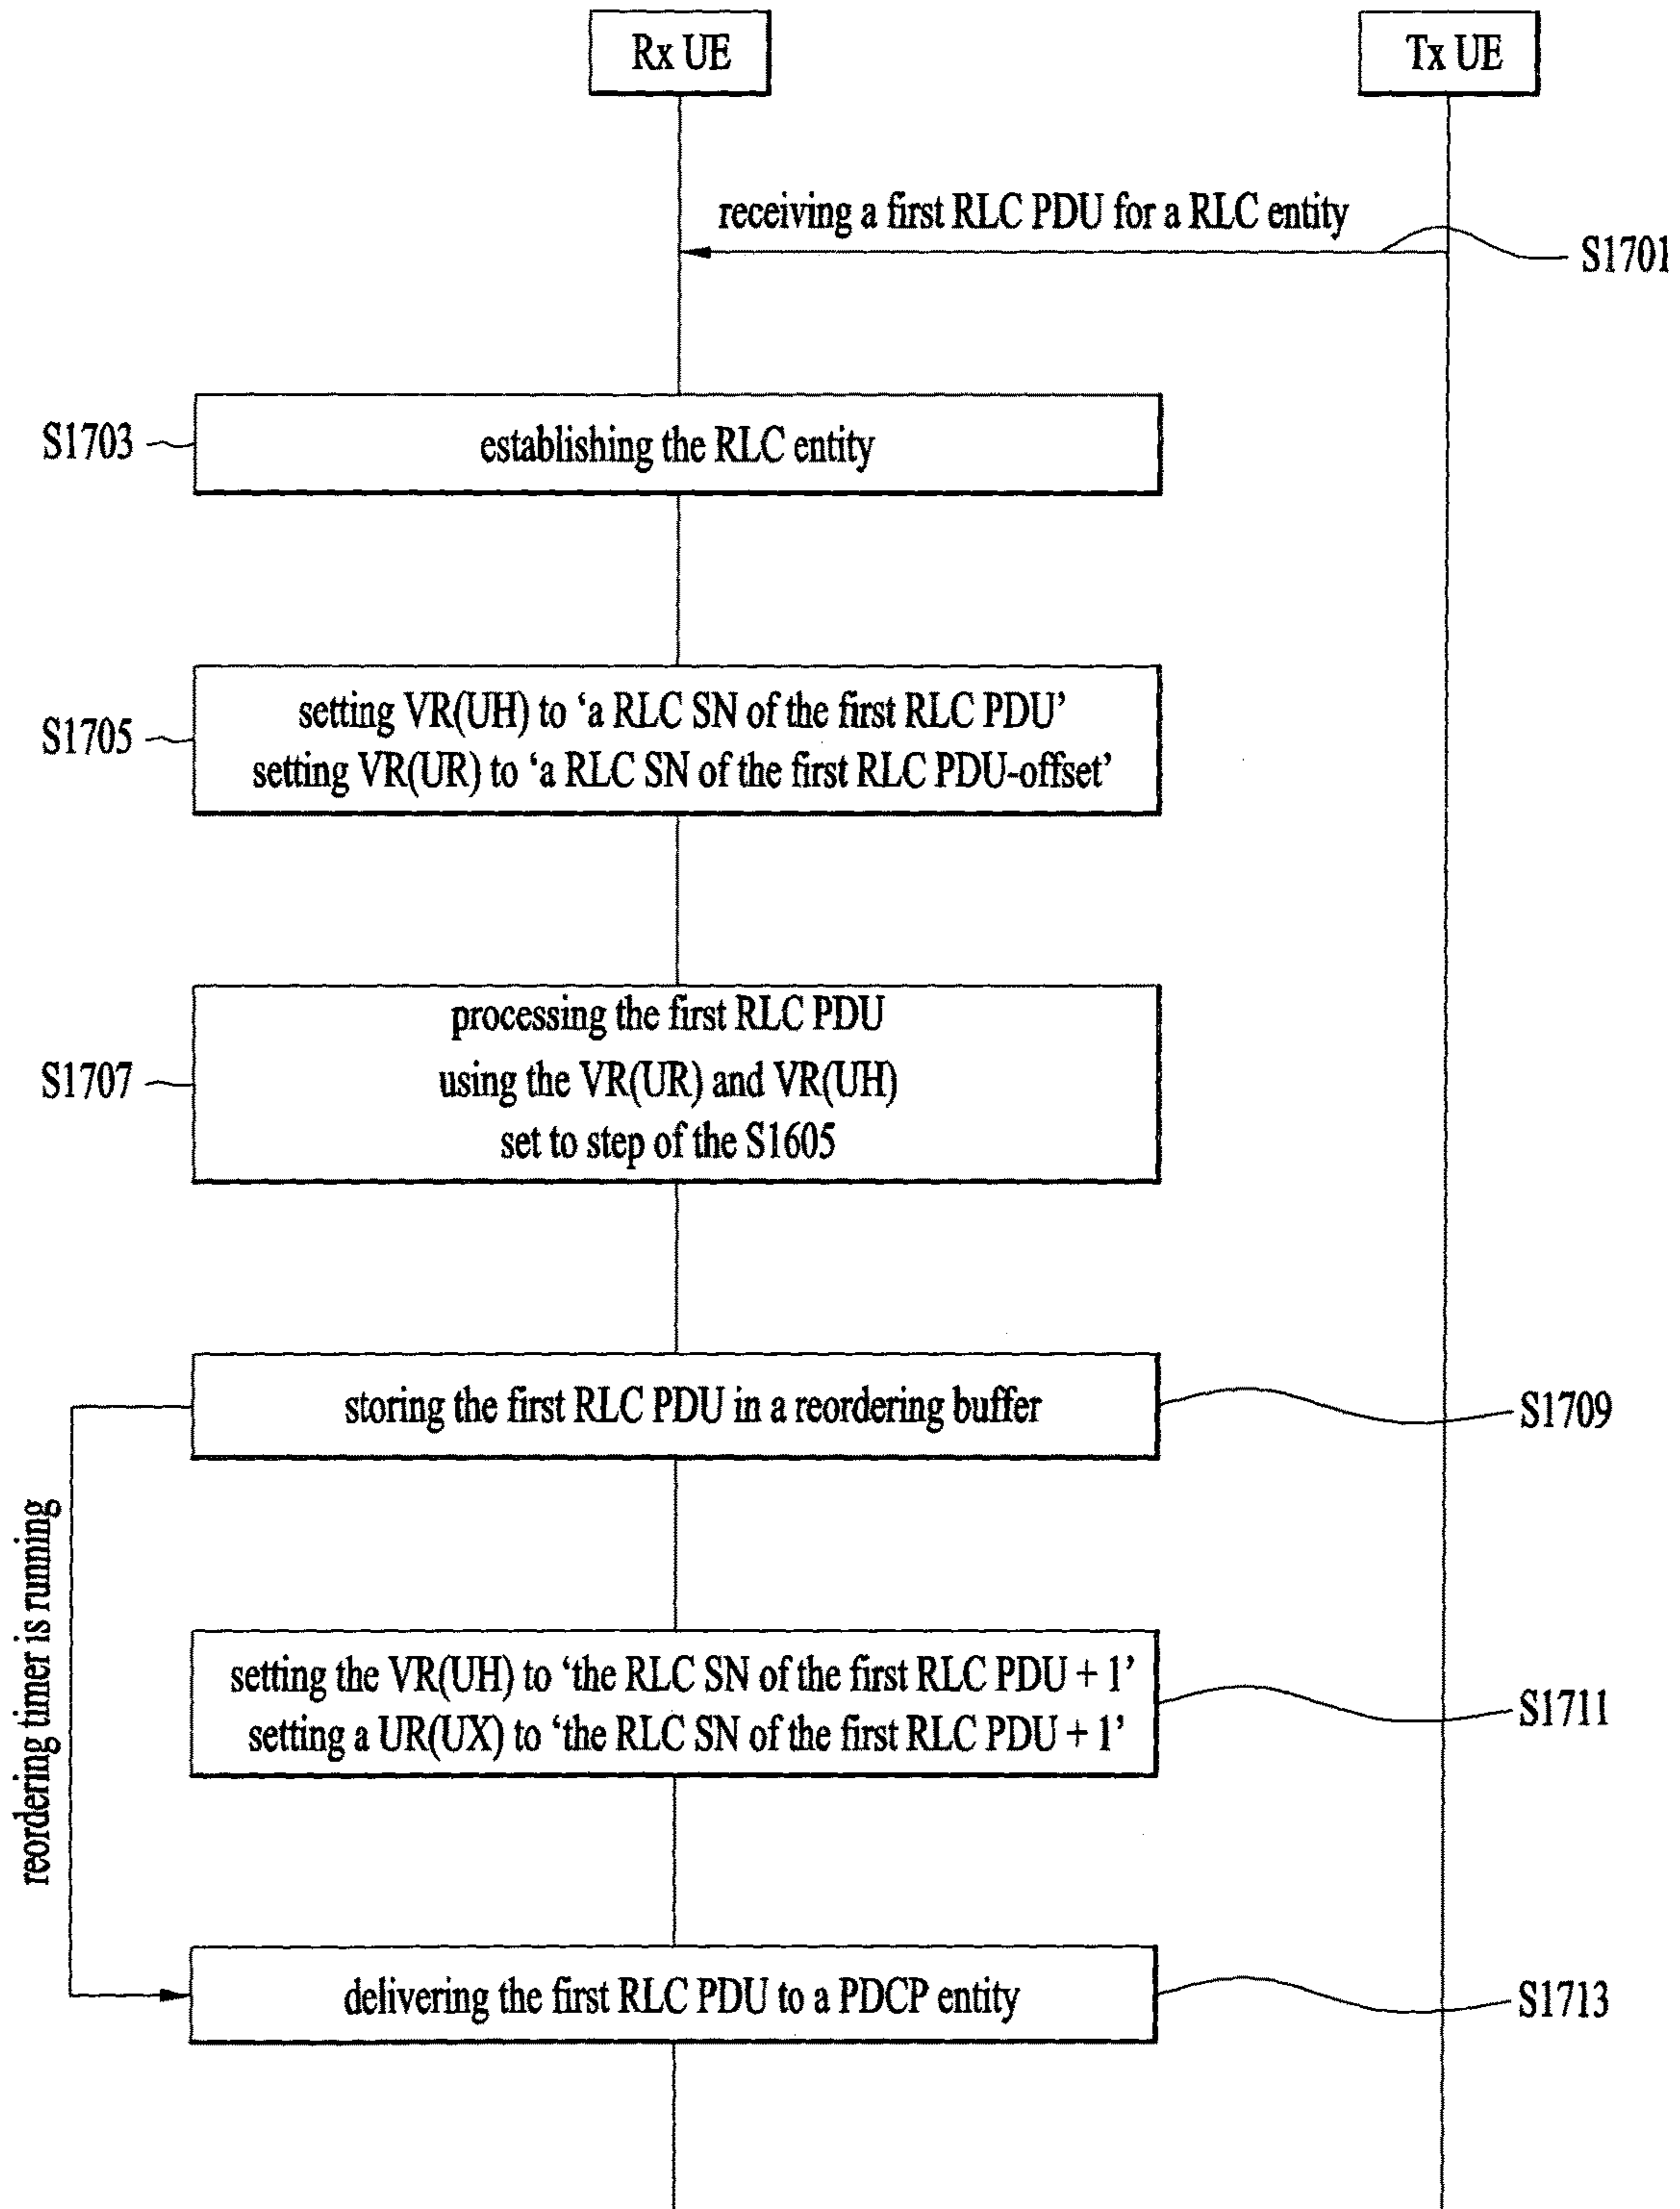 Rx UE
Tx UE
receiving a first RLC PDU for a RLC entity
S1701
S1703
establishing the RLC entity
S1705
setting VR(UH) to ‘a RLC SN of the first RLC PDU’
setting VR(UR) to ‘a RLC SN of the first RLC PDU-offset’
S1707
processing the first RLC PDU
using the VR(UR) and VR(UH)
set to step of the S1605
storing the first RLC PDU in a reordering buffer
S1709
reordering timer is running
setting the VR(UH) to ‘the RLC SN of the first RLC PDU + 1’
setting a UR(UX) to ‘the RLC SN of the first RLC PDU + 1’
S1711
delivering the first RLC PDU to a PDCP entity
S1713